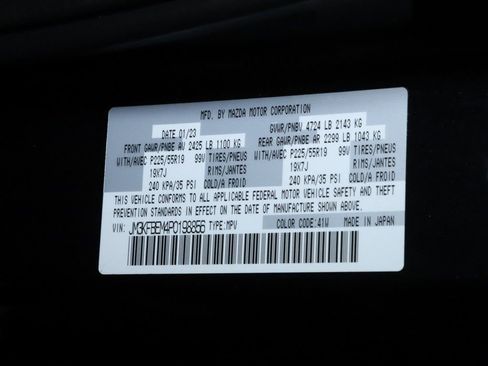 MFD. BY MAZDA MOTOR CORPORATION
DATE 01/23 GVWR/PNBV 4724 LB 2143 KG
FRONT GAWR/PNBE AV 2425 LB 1100 KG REAR GAWR/PNBE AR 2299 LB 1043 KG
WITH/AVEC P225/55R19 99V TIRES/PNEUS WITH/AVEC P225/55R19 99V TIRES/PNEUS
19X7J RIMS/JANTES 19X7J RIMS/JANTES
240 KPA/35 PSI COLD/A FROID 240 KPA/35 PSI COLD/A FROID
THIS VEHICLE CONFORMS TO ALL APPLICABLE FEDERAL MOTOR VEHICLE SAFETY AND THEFT
PREVENTION STANDARDS IN EFFECT ON THE DATE OF MANUFACTURE SHOWN ABOVE.
VIN: JM3KFBEM4P0198856 TYPE:MPV COLOR CODE:41W MADE IN JAPAN